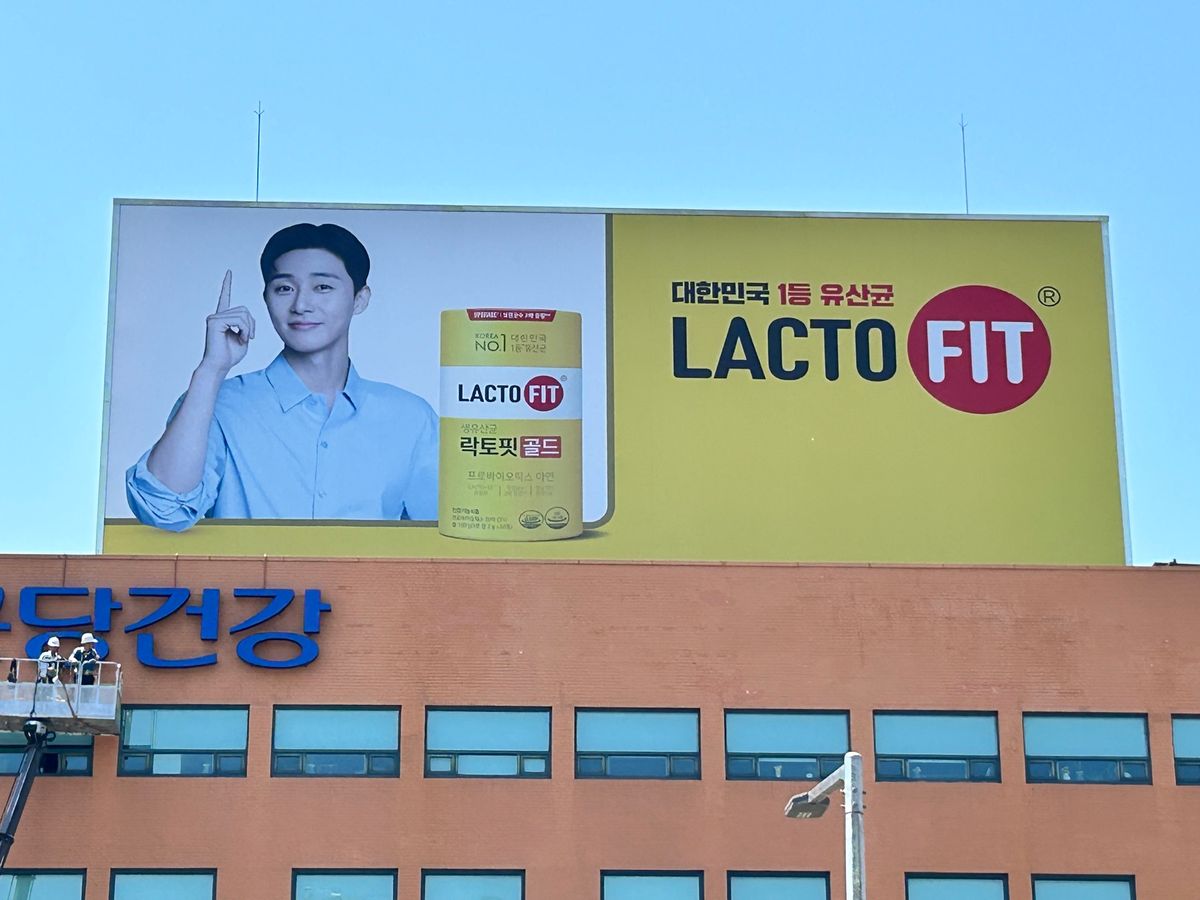 대한민국 1등 유산균
LACTO FIT ®
KOREA
NO.1
대한민국
1등 유산균
LACTO FIT
생유산균
락토핏 골드
프로바이오틱스 아연
당건강